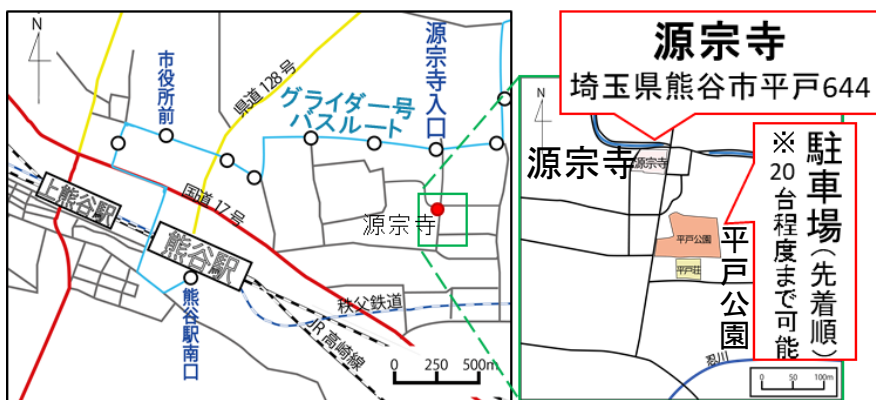 N
市役所前
県道128号
源宗寺入口
グライダー号
バスルート
国道17号
上熊谷駅
熊谷駅
源宗寺
熊谷駅南口
秩父鉄道
JR高崎線
0 250 500m
源宗寺
埼玉県熊谷市平戸644
N
源宗寺
源宗寺
駐車場(先着順)
※20台程度まで可能
平戸公園
平戸荘
平戸公園
忍川
0 50 100m